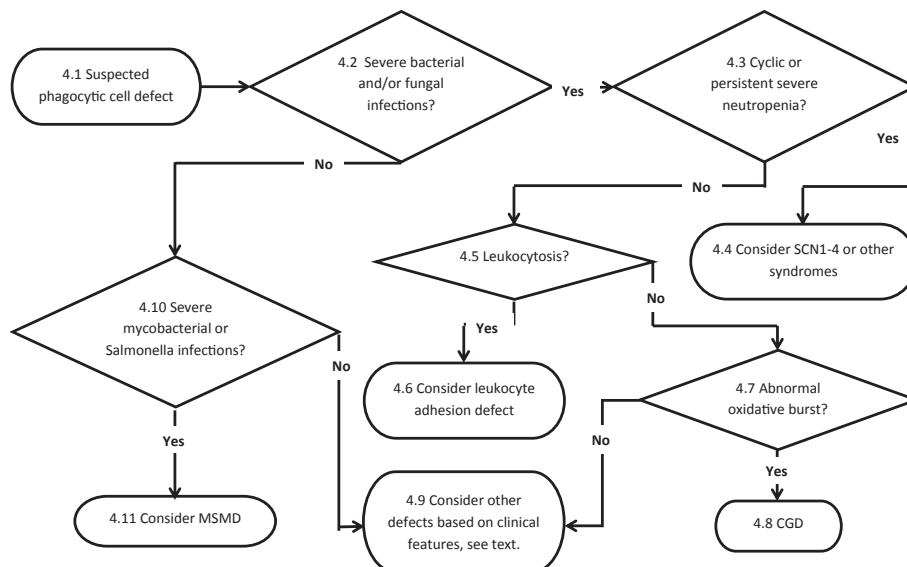 4.1 Suspected
phagocytic cell defect
4.2 Severe bacterial
and/or fungal
infections?
Yes
4.3 Cyclic or
persistent severe
neutropenia?
Yes
No
No
4.4 Consider SCN1-4 or other
syndromes
4.5 Leukocytosis?
No
Yes
4.10 Severe
mycobacterial or
Salmonella infections?
No
Yes
4.6 Consider leukocyte
adhesion defect
4.7 Abnormal
oxidative burst?
No
Yes
4.11 Consider MSMD
4.9 Consider other
defects based on clinical
features, see text.
4.8 CGD